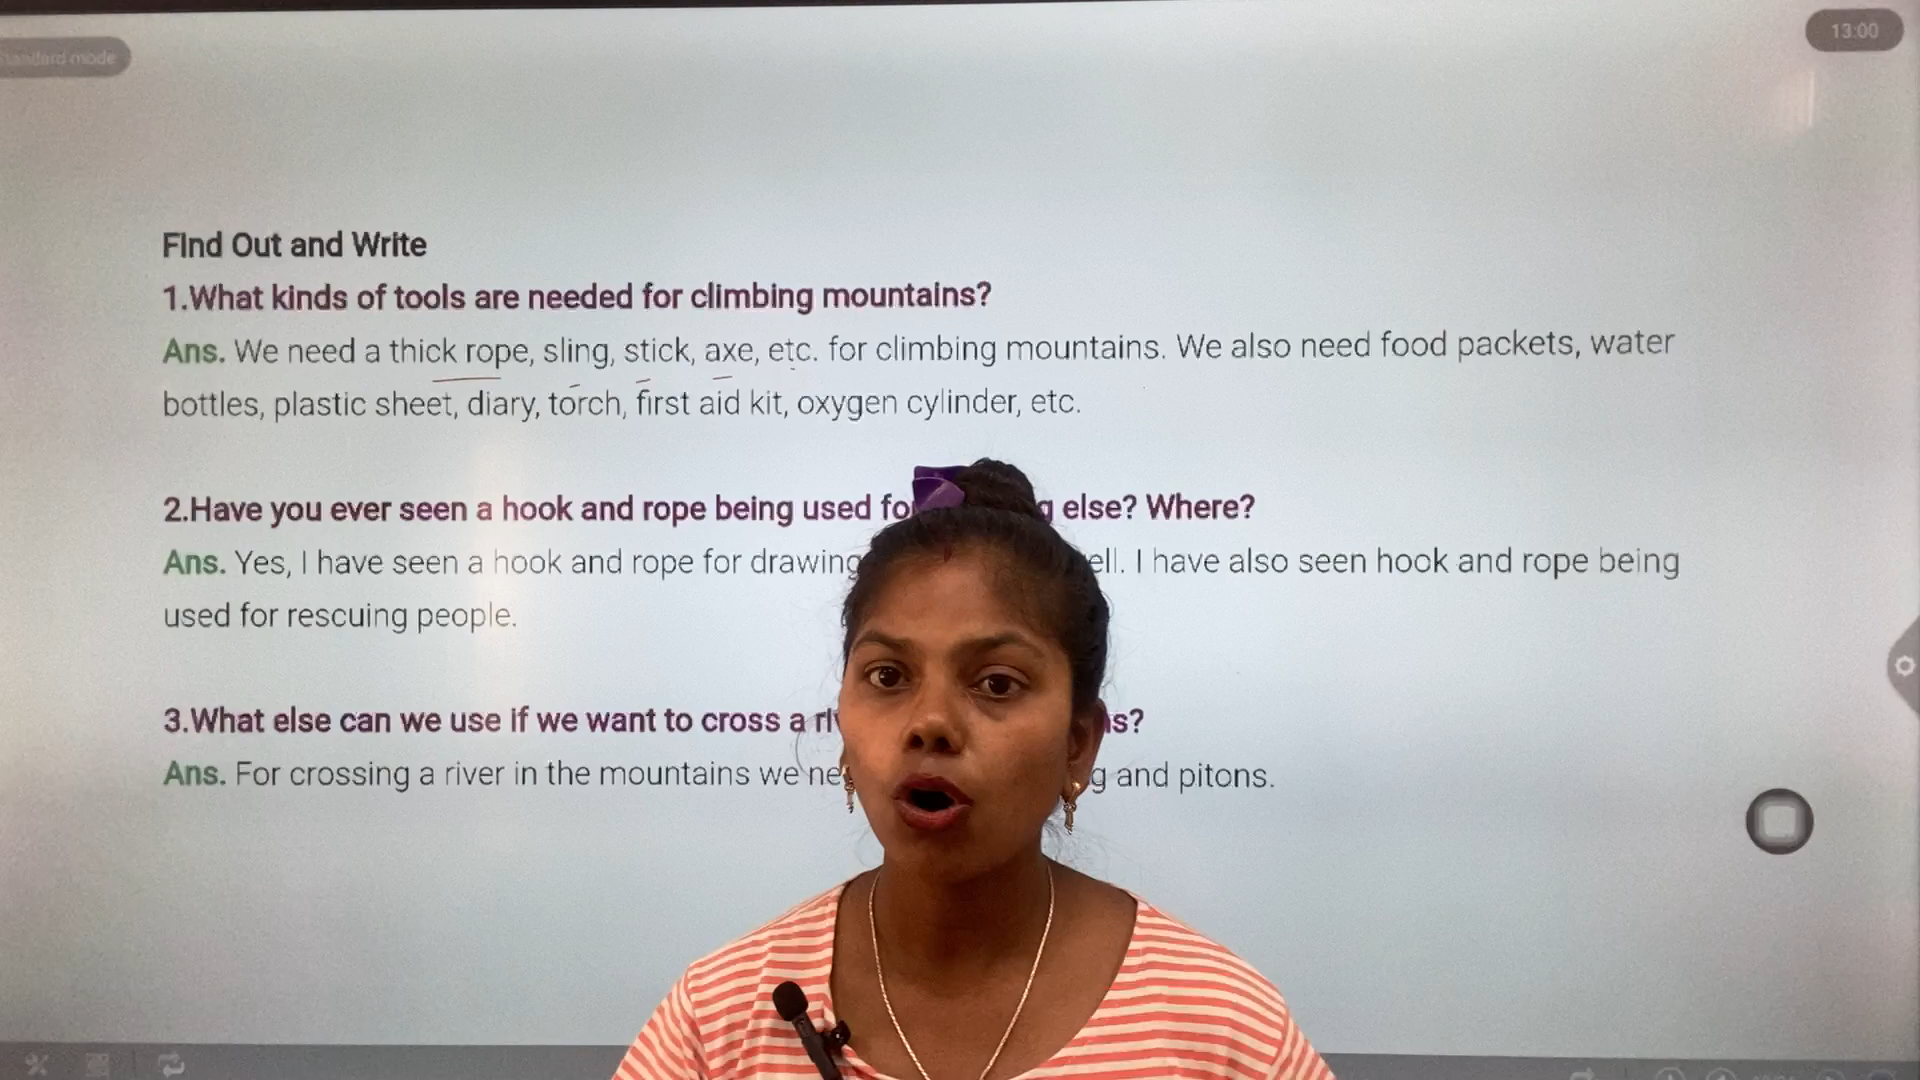 Standard mode
13:00
Find Out and Write
1.What kinds of tools are needed for climbing mountains?
Ans. We need a thick rope, sling, stick, axe, etc. for climbing mountains. We also need food packets, water
bottles, plastic sheet, diary, torch, first aid kit, oxygen cylinder, etc.
2.Have you ever seen a hook and rope being used else? Where?
Ans. Yes, I have seen a hook and rope for drawing I have also seen hook and rope being
used for rescuing people.
3.What else can we use if we want to cross a
Ans. For crossing a river in the mountains we and pitons.